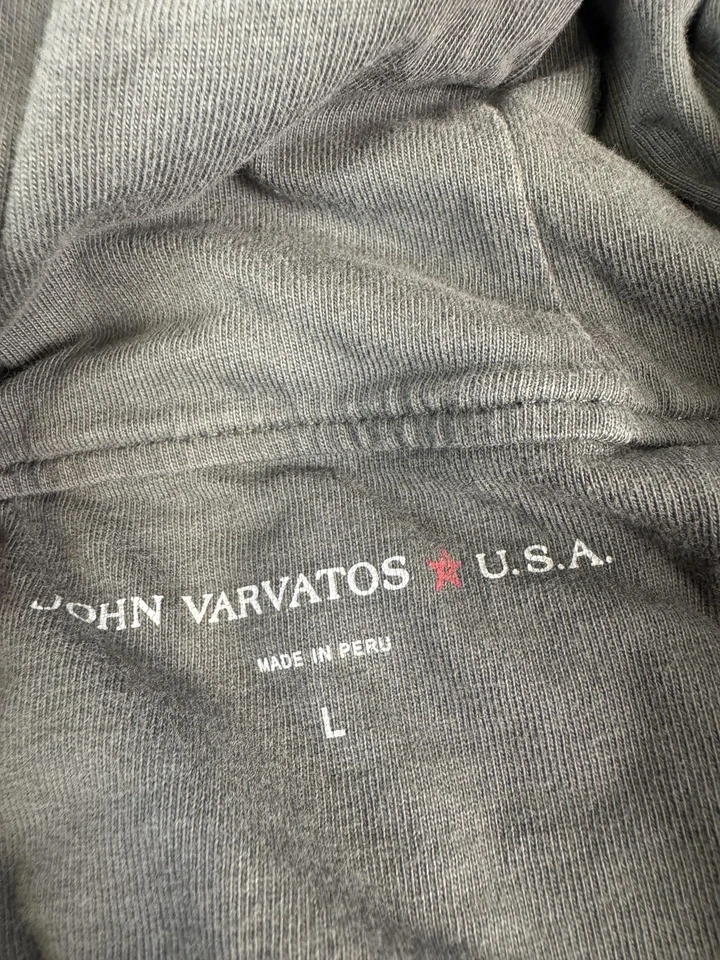 JOHN VARVATOS ★ U.S.A.
MADE IN PERU
L